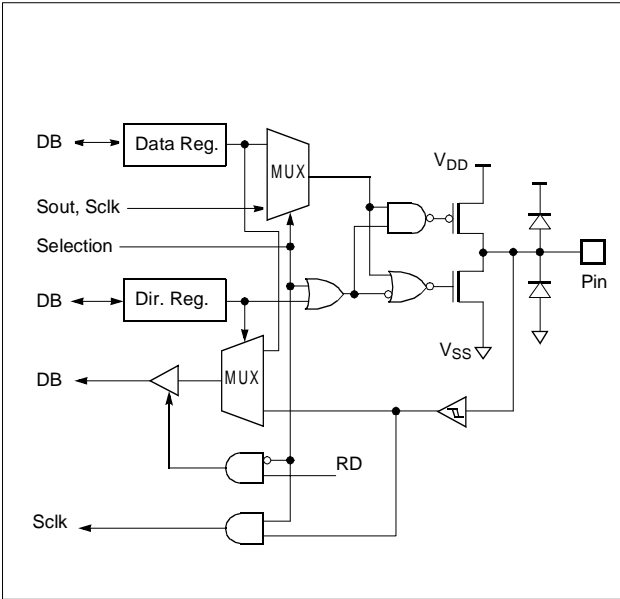 DB
Data Reg.
MUX
V_DD
Sout, Sclk
Selection
DB
Dir. Reg.
Pin
V_SS
DB
MUX
RD
Sclk